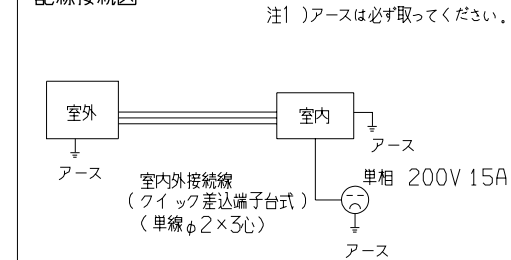 配線接続図
注1 )アースは必ず取ってください。
室外
室内
アース
アース
室内外接続線
(クイック差込端子台式)
(単線φ2×3心)
単相 200V 15A
アース